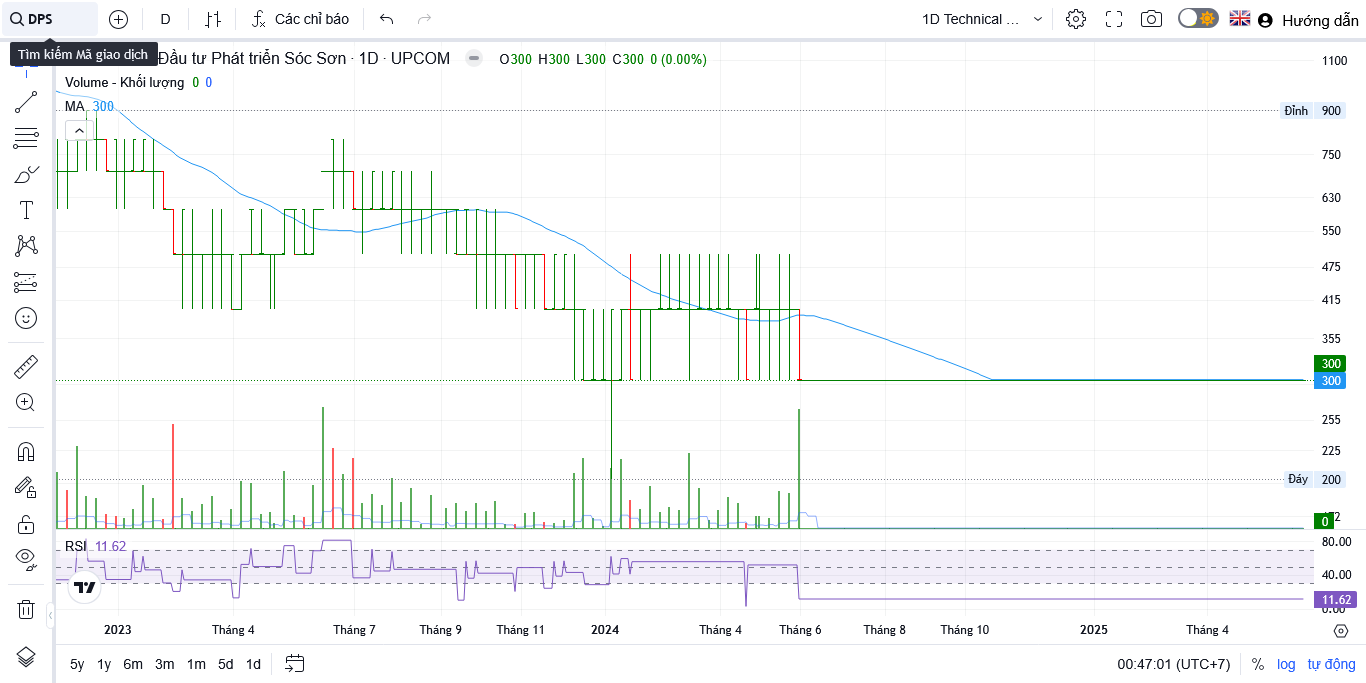 DPS
D
Các chỉ báo
1D Technical ...
Hướng dẫn
Tìm kiếm Mã giao dịch
Đầu tư Phát triển Sóc Sơn · 1D · UPCOM
O300 H300 L300 C300 0 (0.00%)
Volume - Khối lượng 0 0
MA 300
1100
Đỉnh 900
750
630
550
475
415
355
300
300
255
225
Đáy 200
0
RSI 11.62
80.00
40.00
11.62
0.00
2023 Tháng 4 Tháng 7 Tháng 9 Tháng 11 2024 Tháng 4 Tháng 6 Tháng 8 Tháng 10 2025 Tháng 4
5y 1y 6m 3m 1m 5d 1d
00:47:01 (UTC+7) % log tự động